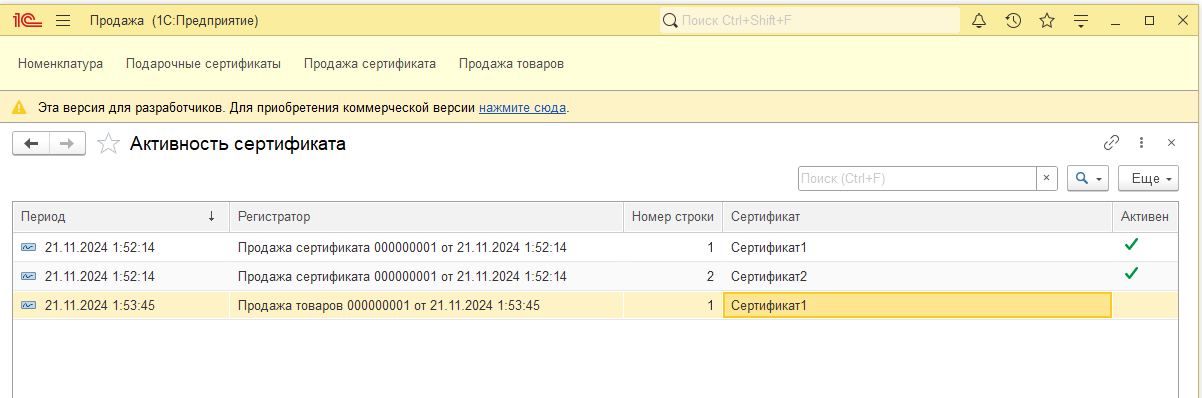 1С Продажа (1С:Предприятие) Поиск Ctrl+Shift+F
Номенклатура Подарочные сертификаты Продажа сертификата Продажа товаров
Эта версия для разработчиков. Для приобретения коммерческой версии нажмите сюда.
Активность сертификата
Поиск (Ctrl+F) × Еще
Период ↓ Регистратор Номер строки Сертификат Активен
21.11.2024 1:52:14 Продажа сертификата 000000001 от 21.11.2024 1:52:14 1 Сертификат1
21.11.2024 1:52:14 Продажа сертификата 000000001 от 21.11.2024 1:52:14 2 Сертификат2
21.11.2024 1:53:45 Продажа товаров 000000001 от 21.11.2024 1:53:45 1 Сертификат1